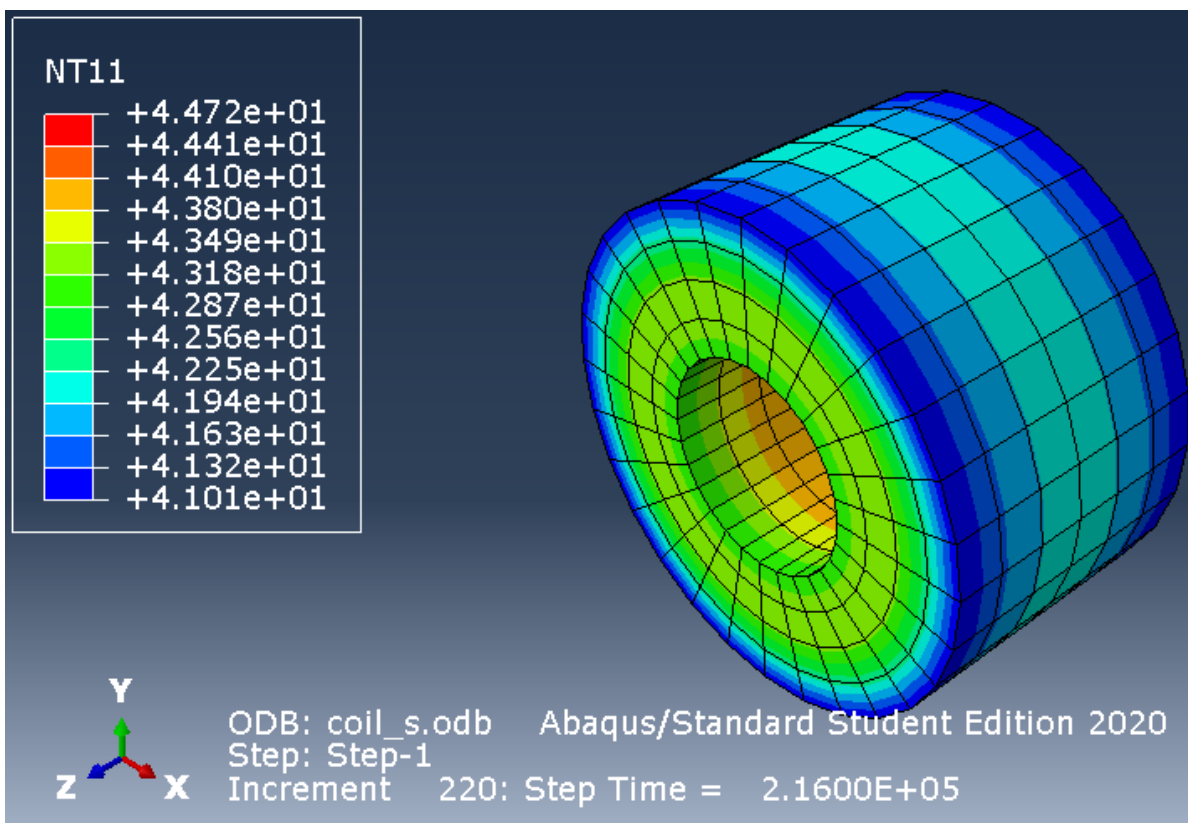 NT11
+4.472e+01
+4.441e+01
+4.410e+01
+4.380e+01
+4.349e+01
+4.318e+01
+4.287e+01
+4.256e+01
+4.225e+01
+4.194e+01
+4.163e+01
+4.132e+01
+4.101e+01
Y
Z X
ODB: coil_s.odb Abaqus/Standard Student Edition 2020
Step: Step-1
Increment 220: Step Time = 2.1600E+05